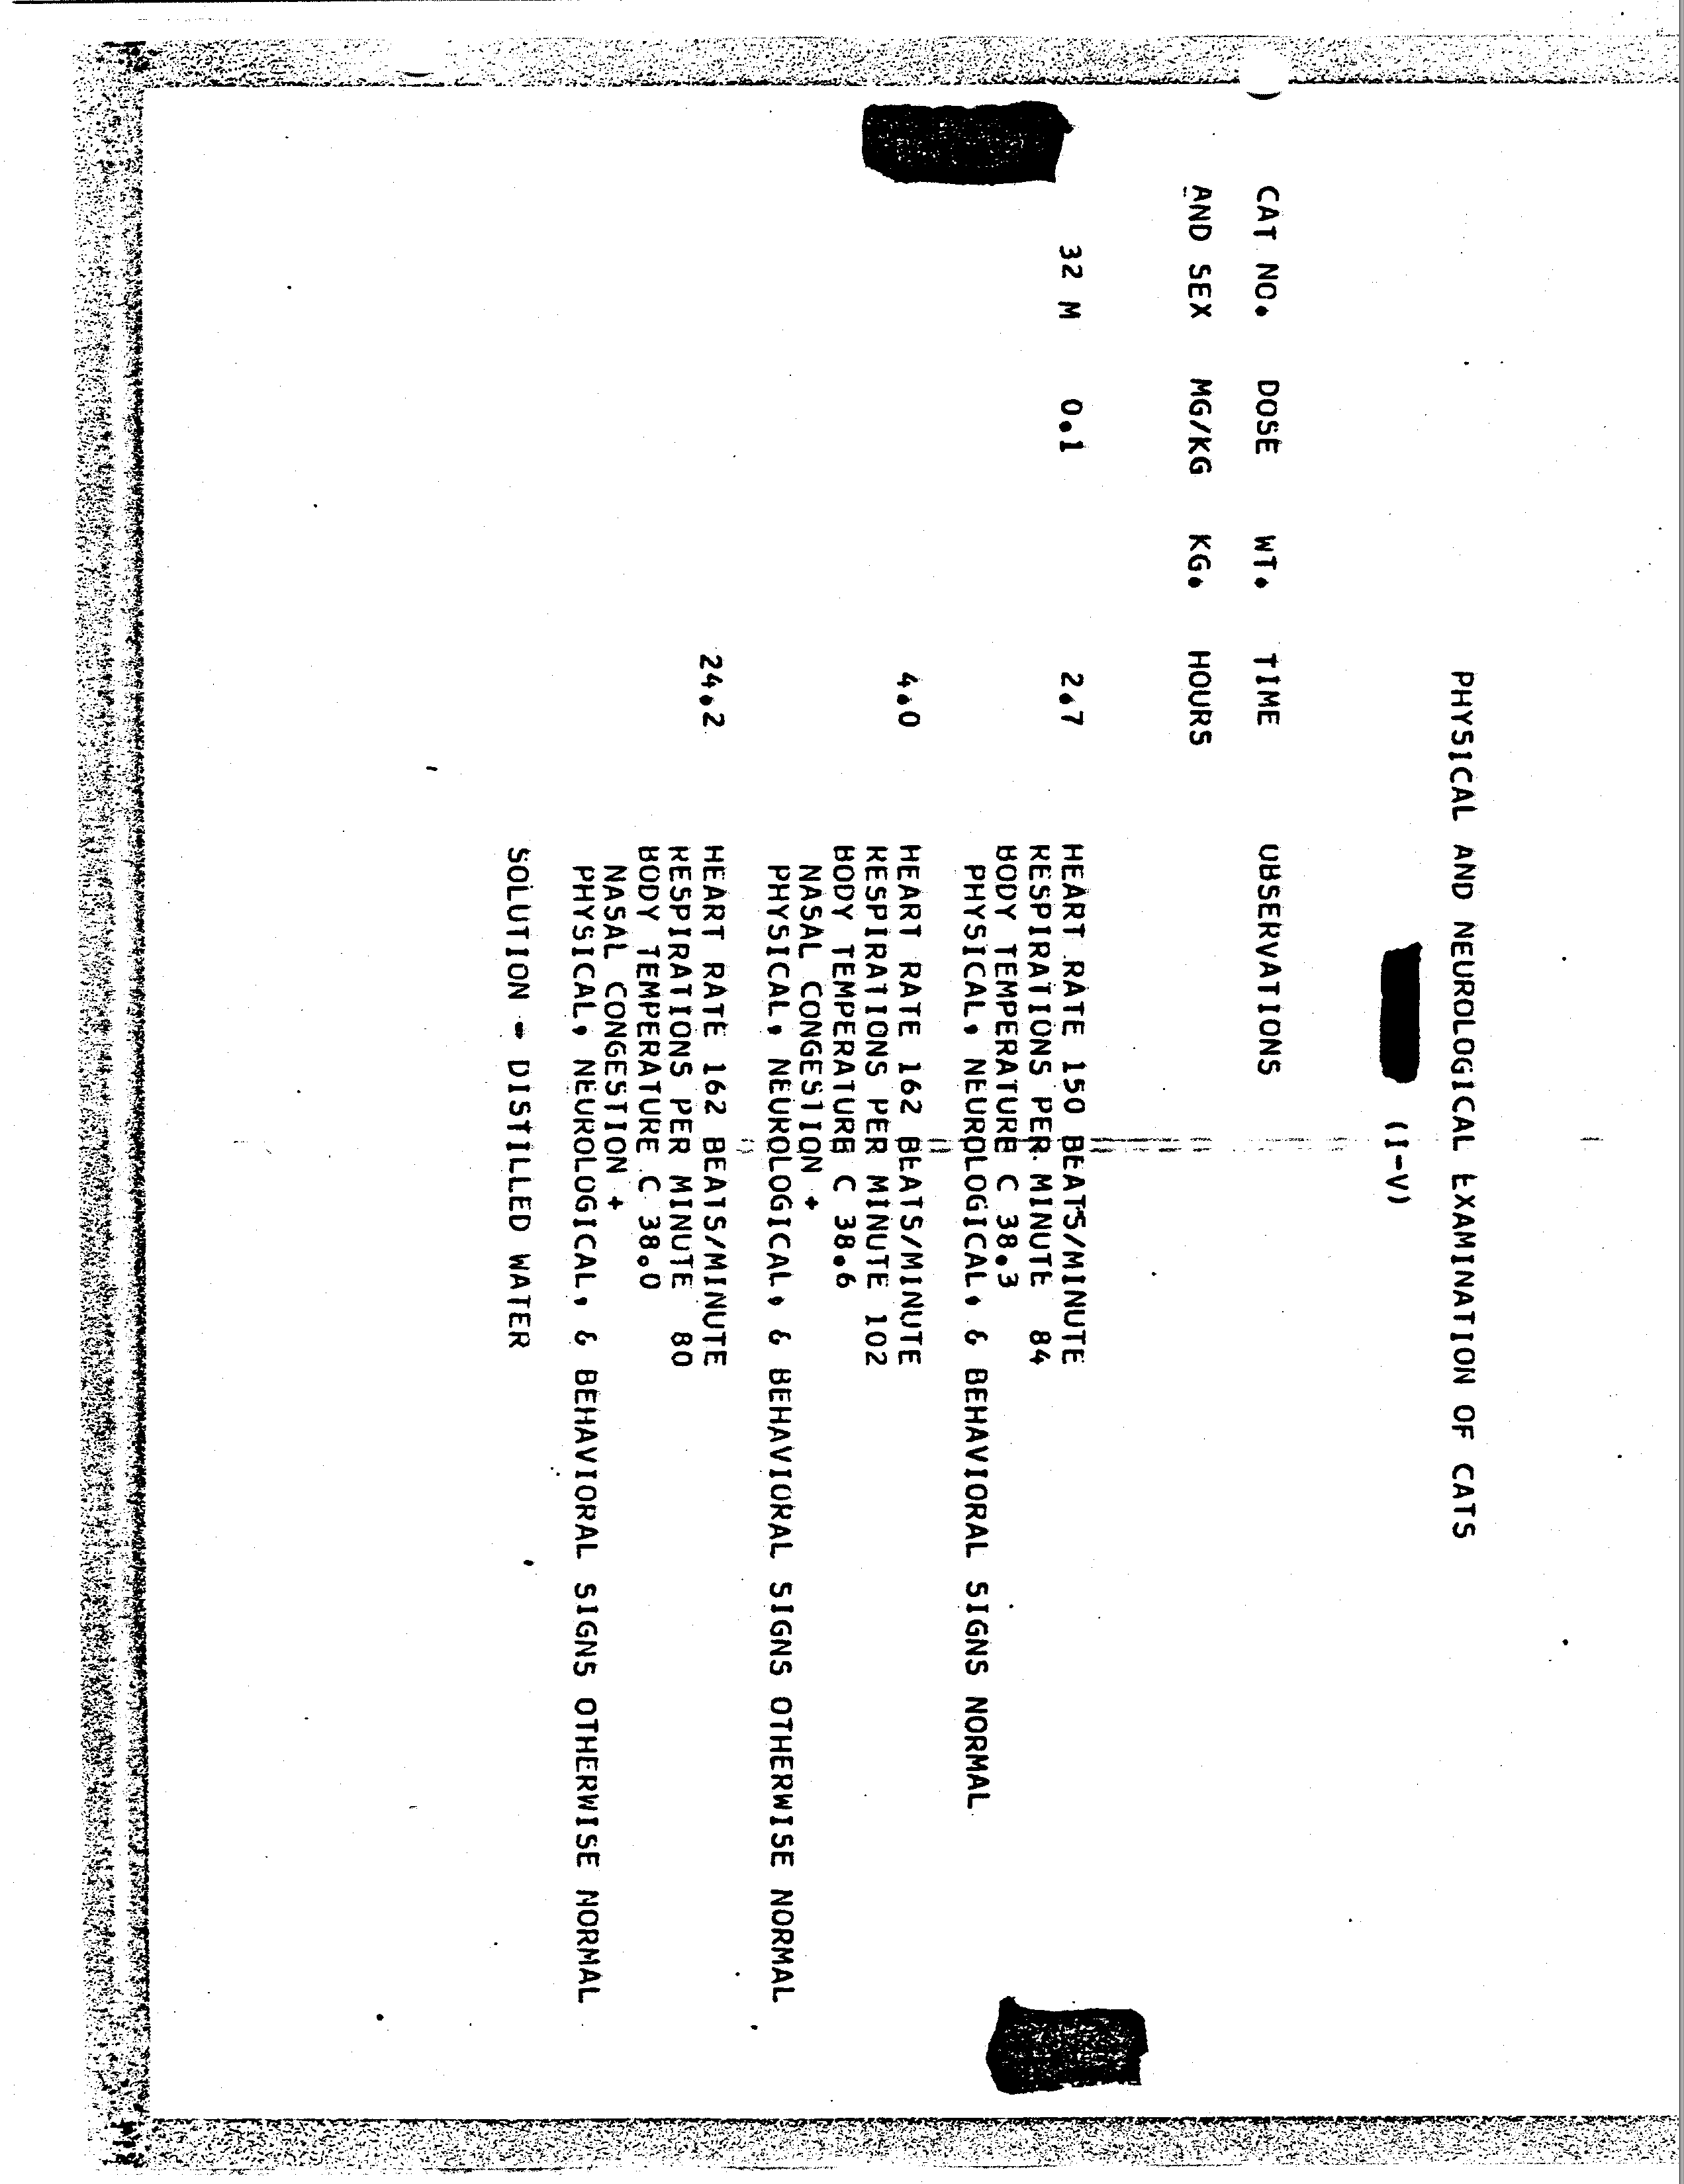 PHYSICAL AND NEUROLOGICAL EXAMINATION OF CATS
(I-V)
CAT NO. DOSE WT. TIME OBSERVATIONS
AND SEX MG/KG KG. HOURS
32 M 0.1 2.7 HEART RATE 150 BEATS/MINUTE
RESPIRATIONS PER MINUTE 84
BODY TEMPERATURE C 38.3
PHYSICAL, NEUROLOGICAL, & BEHAVIORAL SIGNS NORMAL
4.0 HEART RATE 162 BEATS/MINUTE
RESPIRATIONS PER MINUTE 102
BODY TEMPERATURE C 38.6
NASAL CONGESTION +
PHYSICAL, NEUROLOGICAL, & BEHAVIORAL SIGNS OTHERWISE NORMAL
24.2 HEART RATE 162 BEATS/MINUTE
RESPIRATIONS PER MINUTE 80
BODY TEMPERATURE C 38.0
NASAL CONGESTION +
PHYSICAL, NEUROLOGICAL, & BEHAVIORAL SIGNS OTHERWISE NORMAL
SOLUTION - DISTILLED WATER